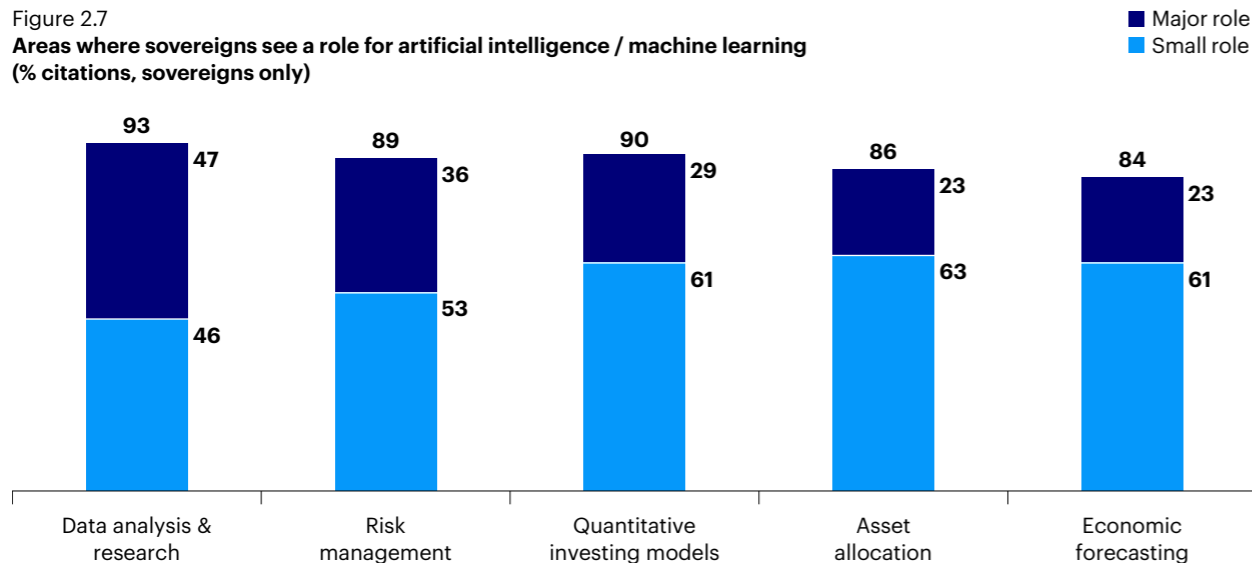 Figure 2.7
Areas where sovereigns see a role for artificial intelligence / machine learning
(% citations, sovereigns only)
Major role
Small role
93
47
46
89
36
53
90
29
61
86
23
63
84
23
61
Data analysis &
research
Risk
management
Quantitative
investing models
Asset
allocation
Economic
forecasting